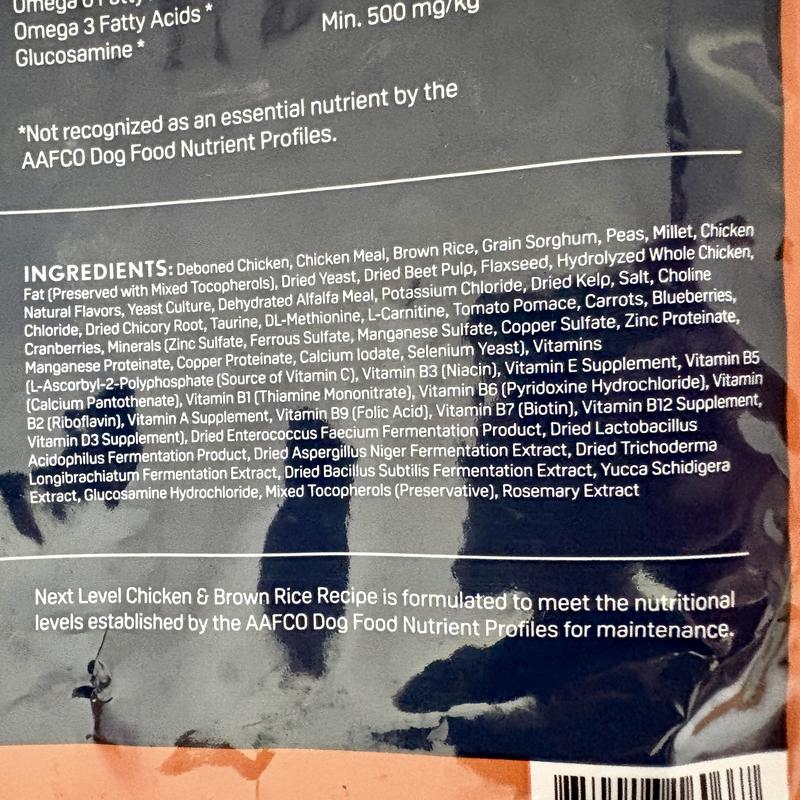 Omega 3 Fatty Acids *
Min. 500 mg/kg
Glucosamine *
*Not recognized as an essential nutrient by the
AAFCO Dog Food Nutrient Profiles.
INGREDIENTS: Deboned Chicken, Chicken Meal, Brown Rice, Grain Sorghum, Peas, Millet, Chicken
Fat (Preserved with Mixed Tocopherols), Dried Yeast, Dried Beet Pulp, Flaxseed, Hydrolyzed Whole Chicken,
Natural Flavors, Yeast Culture, Dehydrated Alfalfa Meal, Potassium Chloride, Dried Kelp, Salt, Choline
Chloride, Dried Chicory Root, Taurine, DL-Methionine, L-Carnitine, Tomato Pomace, Carrots, Blueberries,
Cranberries, Minerals (Zinc Sulfate, Ferrous Sulfate, Manganese Sulfate, Copper Sulfate, Zinc Proteinate,
Manganese Proteinate, Copper Proteinate, Calcium Iodate, Selenium Yeast), Vitamins
(L-Ascorbyl-2-Polyphosphate (Source of Vitamin C), Vitamin B3 (Niacin), Vitamin E Supplement, Vitamin B5
(Calcium Pantothenate), Vitamin B1 (Thiamine Mononitrate), Vitamin B6 (Pyridoxine Hydrochloride), Vitamin
B2 (Riboflavin), Vitamin A Supplement, Vitamin B9 (Folic Acid), Vitamin B7 (Biotin), Vitamin B12 Supplement,
Vitamin D3 Supplement), Dried Enterococcus Faecium Fermentation Product, Dried Lactobacillus
Acidophilus Fermentation Product, Dried Aspergillus Niger Fermentation Extract, Dried Trichoderma
Longibrachiatum Fermentation Extract, Dried Bacillus Subtilis Fermentation Extract, Yucca Schidigera
Extract, Glucosamine Hydrochloride, Mixed Tocopherols (Preservative), Rosemary Extract
Next Level Chicken & Brown Rice Recipe is formulated to meet the nutritional
levels established by the AAFCO Dog Food Nutrient Profiles for maintenance.